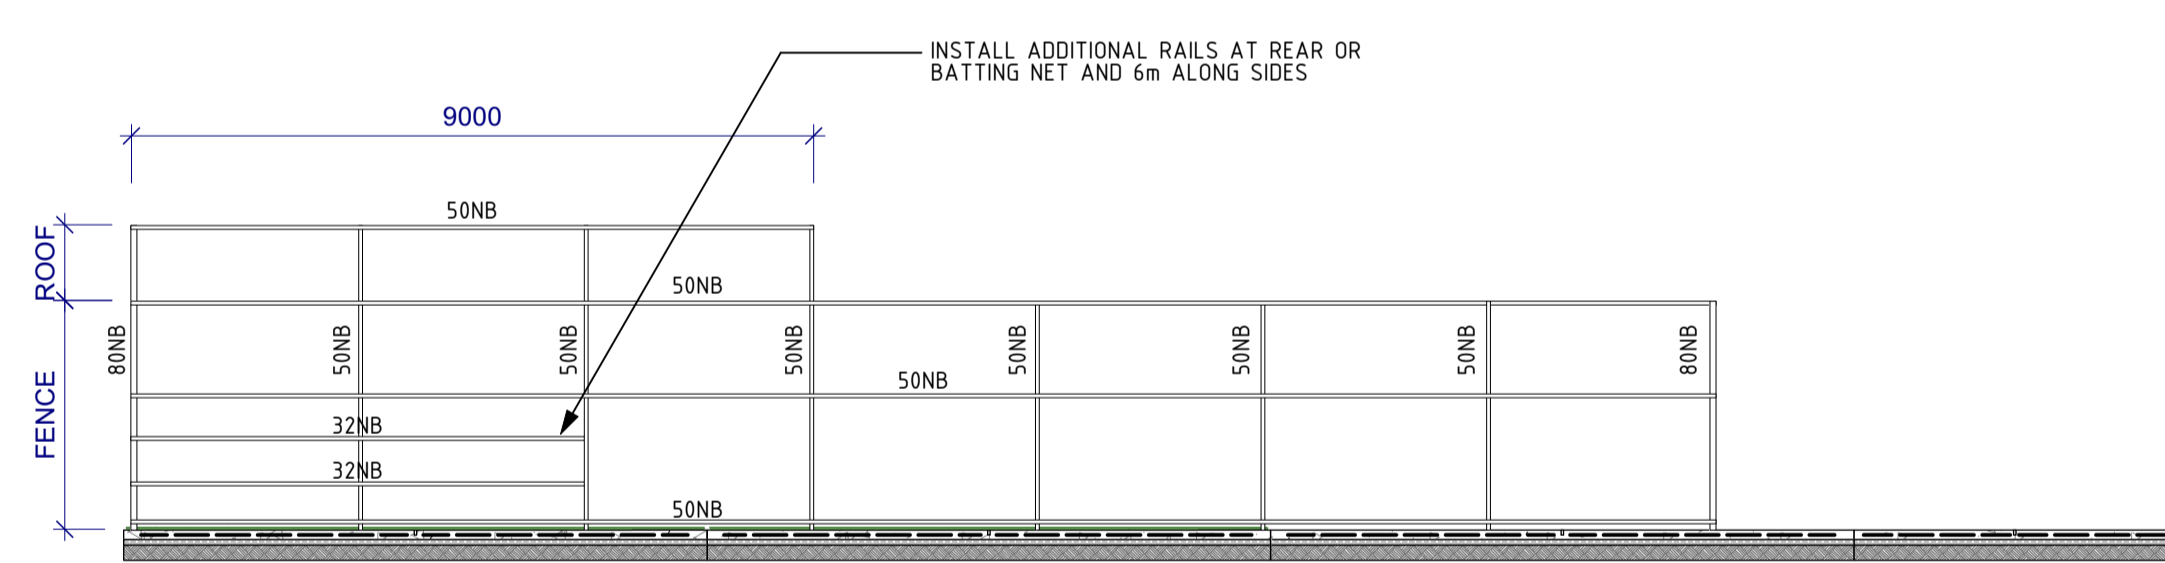 INSTALL ADDITIONAL RAILS AT REAR OR
BATTING NET AND 6m ALONG SIDES
9000
50NB
ROOF
50NB
80NB
50NB
50NB
50NB
50NB
50NB
50NB
80NB
FENCE
50NB
32NB
32NB
50NB